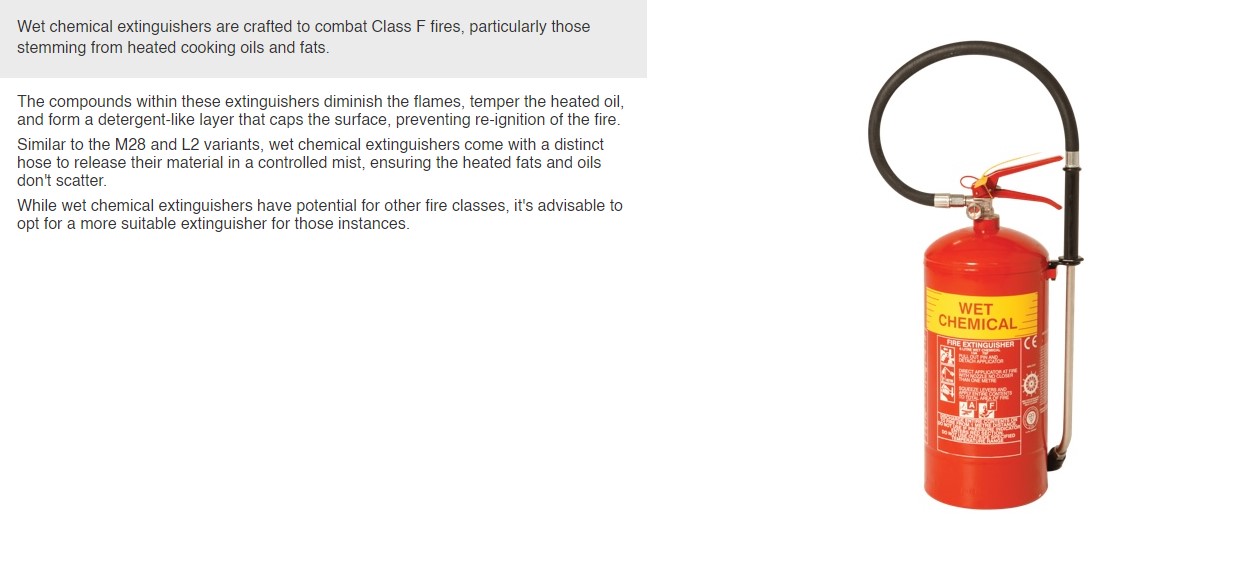 Wet chemical extinguishers are crafted to combat Class F fires, particularly those
stemming from heated cooking oils and fats.
The compounds within these extinguishers diminish the flames, temper the heated oil,
and form a detergent-like layer that caps the surface, preventing re-ignition of the fire.
Similar to the M28 and L2 variants, wet chemical extinguishers come with a distinct
hose to release their material in a controlled mist, ensuring the heated fats and oils
don't scatter.
While wet chemical extinguishers have potential for other fire classes, it's advisable to
opt for a more suitable extinguisher for those instances.
WET
CHEMICAL
FIRE EXTINGUISHER
CE
PULL OUT PIN AND
DETACH APPLICATOR
DIRECT APPLICATOR AT FIRE
WITH NOZZLE NO CLOSER
THAN ONE METRE
SQUEEZE LEVERS AND
APPLY ENTIRE CONTENTS
TO TOTAL AREA OF FIRE
A F
TEMPERATURE RANGE